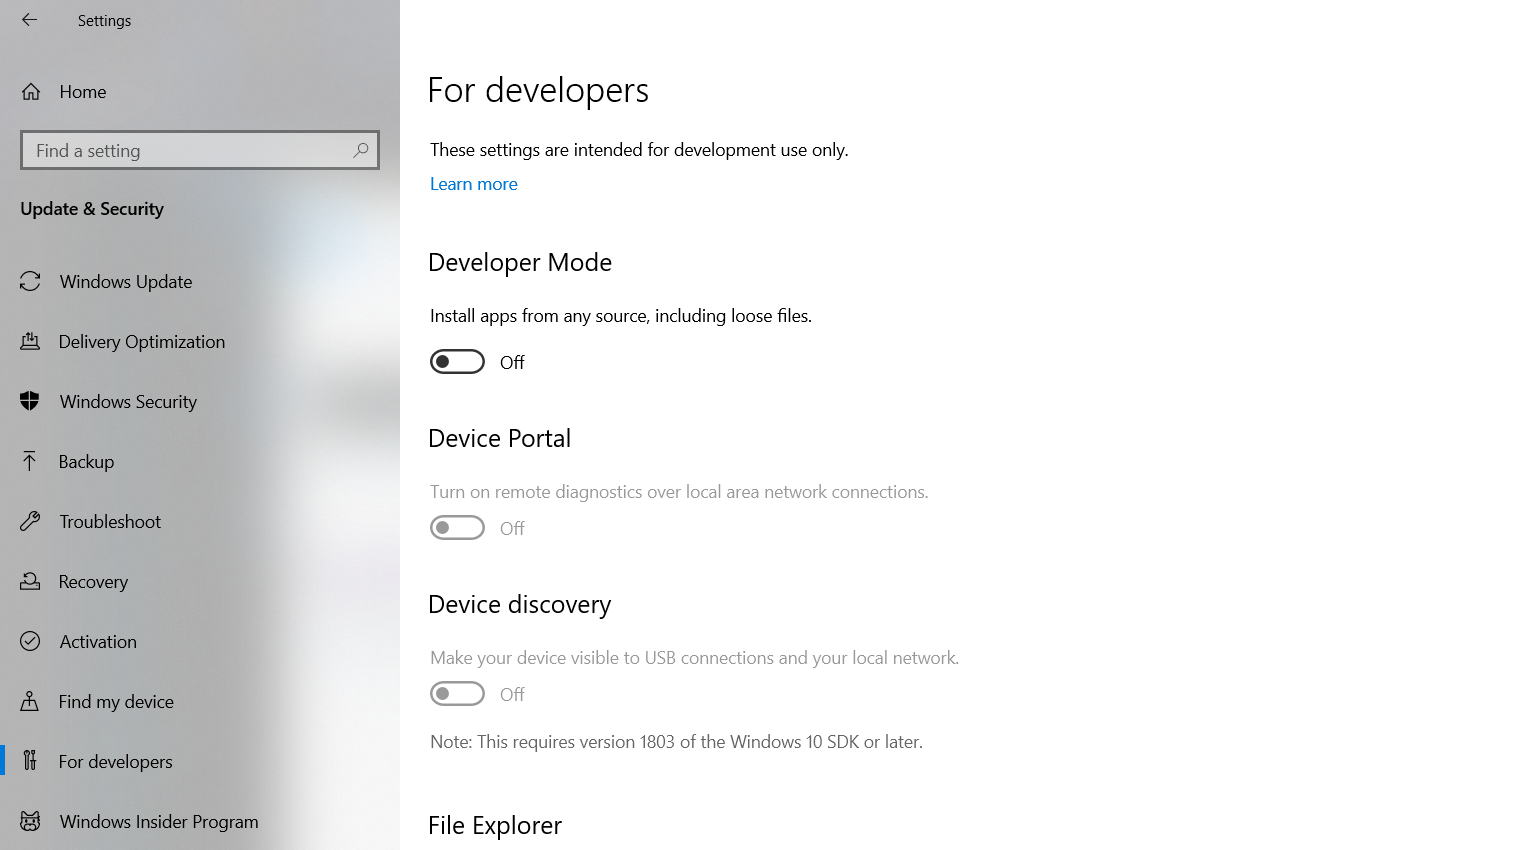 Settings
Home
Find a setting
Update & Security
Windows Update
Delivery Optimization
Windows Security
Backup
Troubleshoot
Recovery
Activation
Find my device
For developers
Windows Insider Program
For developers
These settings are intended for development use only.
Learn more
Developer Mode
Install apps from any source, including loose files.
Off
Device Portal
Turn on remote diagnostics over local area network connections.
Off
Device discovery
Make your device visible to USB connections and your local network.
Off
Note: This requires version 1803 of the Windows 10 SDK or later.
File Explorer